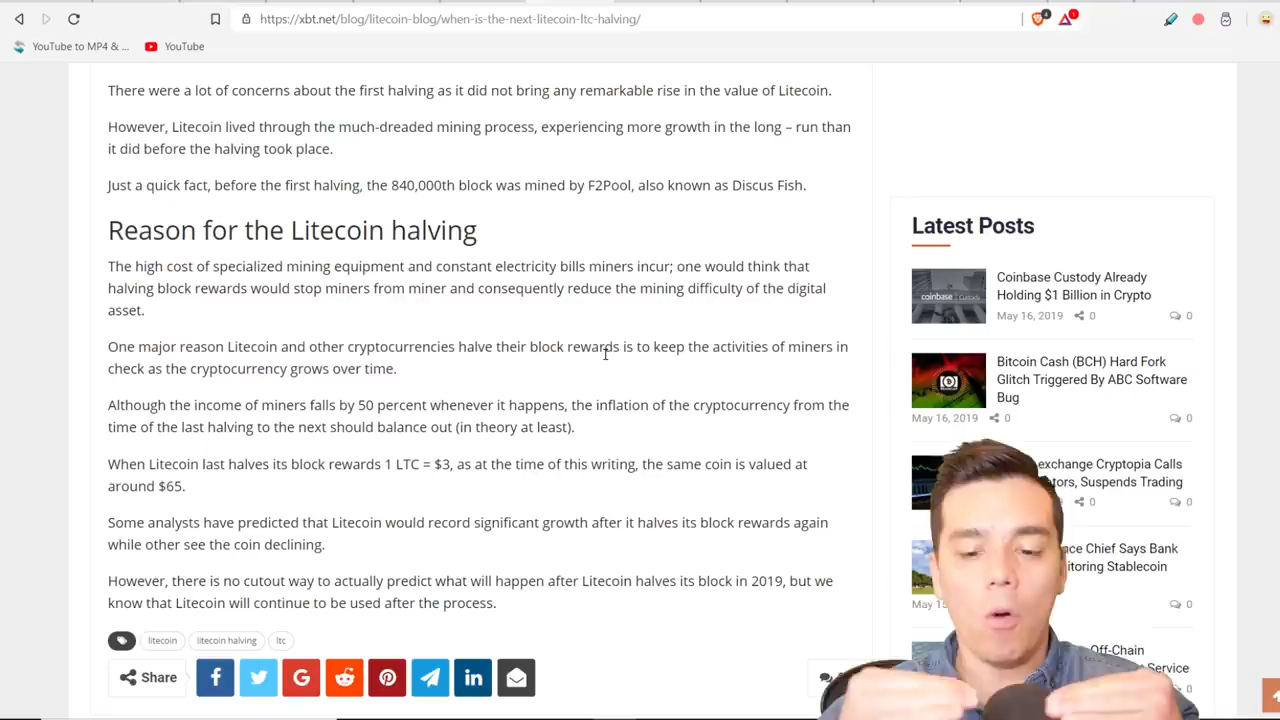 https://xbt.net/blog/litecoin-blog/when-is-the-next-litecoin-ltc-halving/
4
1
YouTube to MP4 & ...
YouTube
There were a lot of concerns about the first halving as it did not bring any remarkable rise in the value of Litecoin.
However, Litecoin lived through the much-dreaded mining process, experiencing more growth in the long – run than
it did before the halving took place.
Just a quick fact, before the first halving, the 840,000th block was mined by F2Pool, also known as Discus Fish.
Reason for the Litecoin halving
The high cost of specialized mining equipment and constant electricity bills miners incur; one would think that
halving block rewards would stop miners from miner and consequently reduce the mining difficulty of the digital
asset.
One major reason Litecoin and other cryptocurrencies halve their block rewards is to keep the activities of miners in
check as the cryptocurrency grows over time.
Although the income of miners falls by 50 percent whenever it happens, the inflation of the cryptocurrency from the
time of the last halving to the next should balance out (in theory at least).
When Litecoin last halves its block rewards 1 LTC = $3, as at the time of this writing, the same coin is valued at
around $65.
Some analysts have predicted that Litecoin would record significant growth after it halves its block rewards again
while other see the coin declining.
However, there is no cutout way to actually predict what will happen after Litecoin halves its block in 2019, but we
know that Litecoin will continue to be used after the process.
litecoin
litecoin halving
ltc
Share
Latest Posts
coinbase Custody
Coinbase Custody Already
Holding $1 Billion in Crypto
May 16, 2019 0 0
Bitcoin Cash (BCH) Hard Fork
Glitch Triggered By ABC Software
Bug
May 16, 2019 0 0
exchange Cryptopia Calls
tors, Suspends Trading
0 0
nce Chief Says Bank
itoring Stablecoin
May 15
0
Off-Chain
Service
0